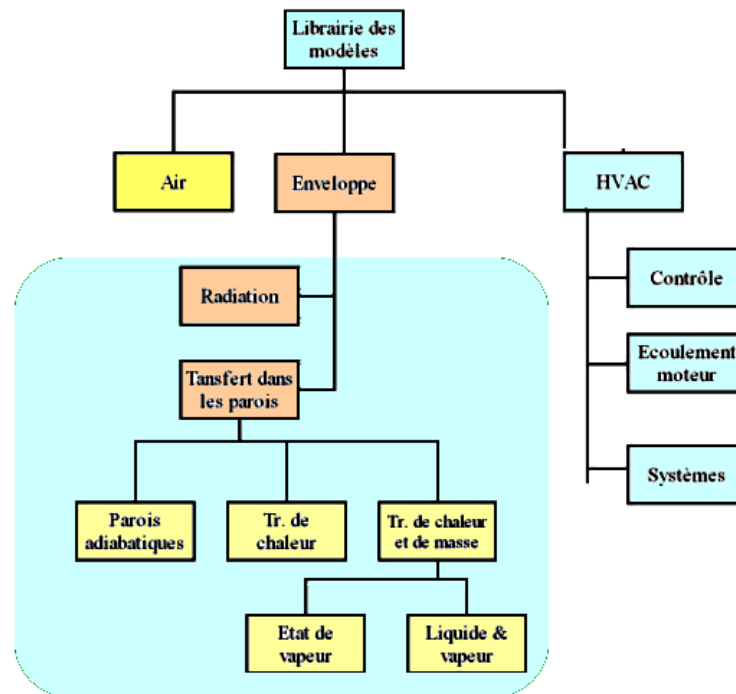 Librairie des
modèles
Air
Enveloppe
HVAC
Radiation
Contrôle
Tansfert dans
les parois
Ecoulement
moteur
Systèmes
Parois
adiabatiques
Tr. de
chaleur
Tr. de chaleur
et de masse
Etat de
vapeur
Liquide &
vapeur